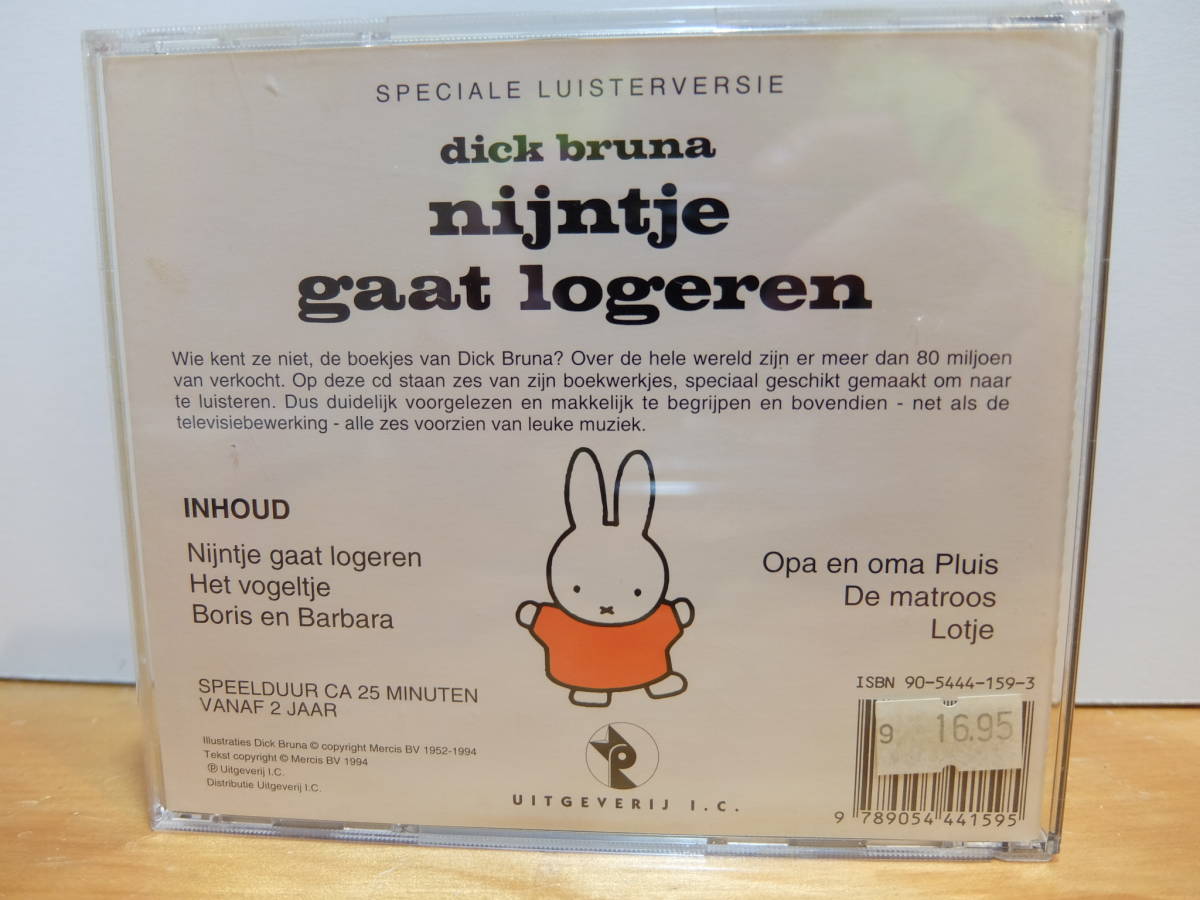 SPECIALE LUISTERVERSIE
dick bruna
nijntje
gaat logeren
Wie kent ze niet, de boekjes van Dick Bruna? Over de hele wereld zijn er meer dan 80 miljoen
van verkocht. Op deze cd staan zes van zijn boekwerkjes, speciaal geschikt gemaakt om naar
te luisteren. Dus duidelijk voorgelezen en makkelijk te begrijpen en bovendien - net als de
televisiebewerking - alle zes voorzien van leuke muziek.
INHOUD
Nijntje gaat logeren
Het vogeltje
Boris en Barbara
Opa en oma Pluis
De matroos
Lotje
SPEELDUUR CA 25 MINUTEN
VANAF 2 JAAR
Illustraties Dick Bruna © copyright Mercis BV 1952-1994
Tekst copyright © Mercis BV 1994
℗ Uitgeverij I.C.
Distributie Uitgeverij I.C.
UITGEVERIJ I.C.
ISBN 90-5444-159-3
9 16.95
9 789054 441595